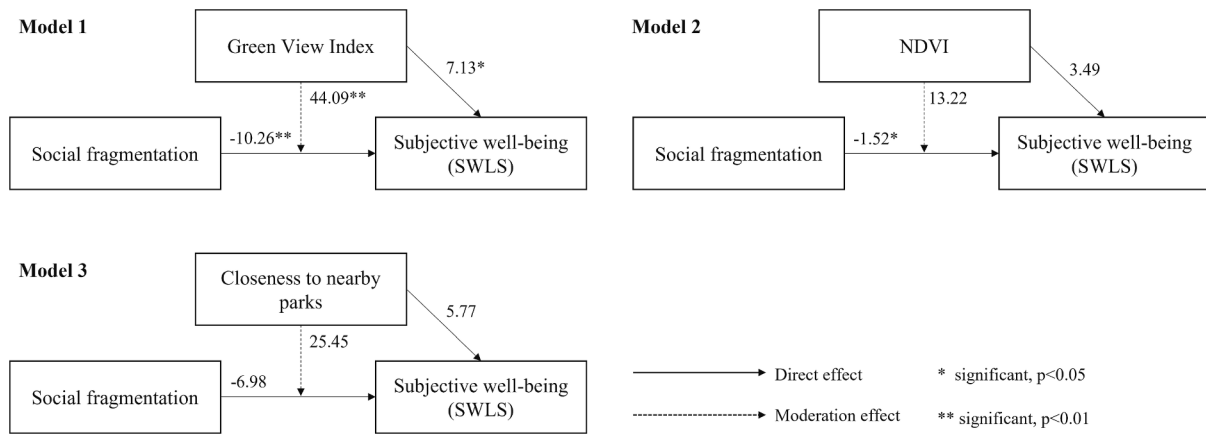 Model 1
Green View Index
7.13*
44.09**
Social fragmentation
-10.26**
Subjective well-being
(SWLS)
Model 2
NDVI
3.49
13.22
Social fragmentation
-1.52*
Subjective well-being
(SWLS)
Model 3
Closeness to nearby
parks
5.77
25.45
Social fragmentation
-6.98
Subjective well-being
(SWLS)
Direct effect
* significant, p<0.05
Moderation effect
** significant, p<0.01